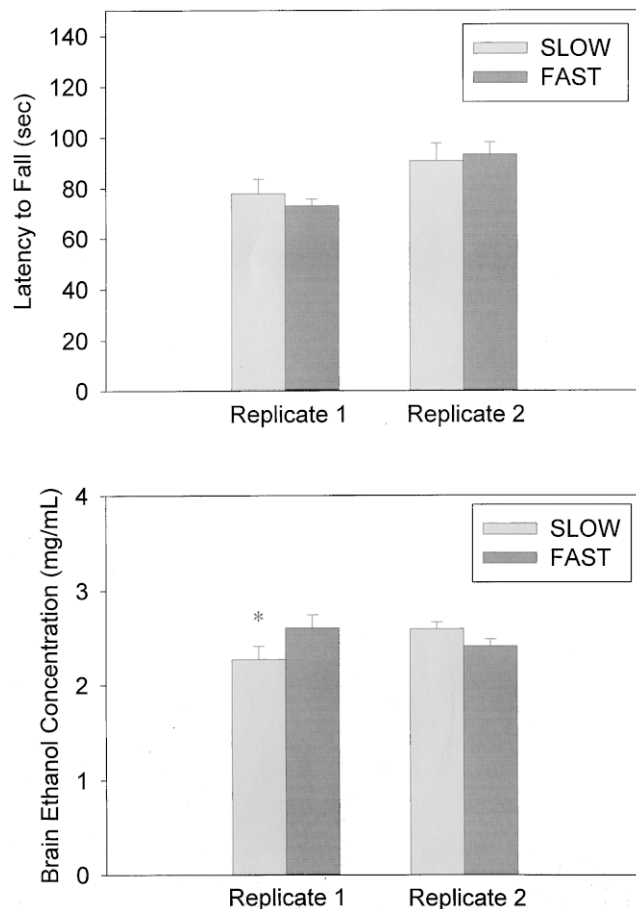 140
120
100
80
60
40
20
0
Latency to Fall (sec)
SLOW
FAST
Replicate 1
Replicate 2
4
3
2
1
0
Brain Ethanol Concentration (mg/mL)
SLOW
FAST
*
Replicate 1
Replicate 2